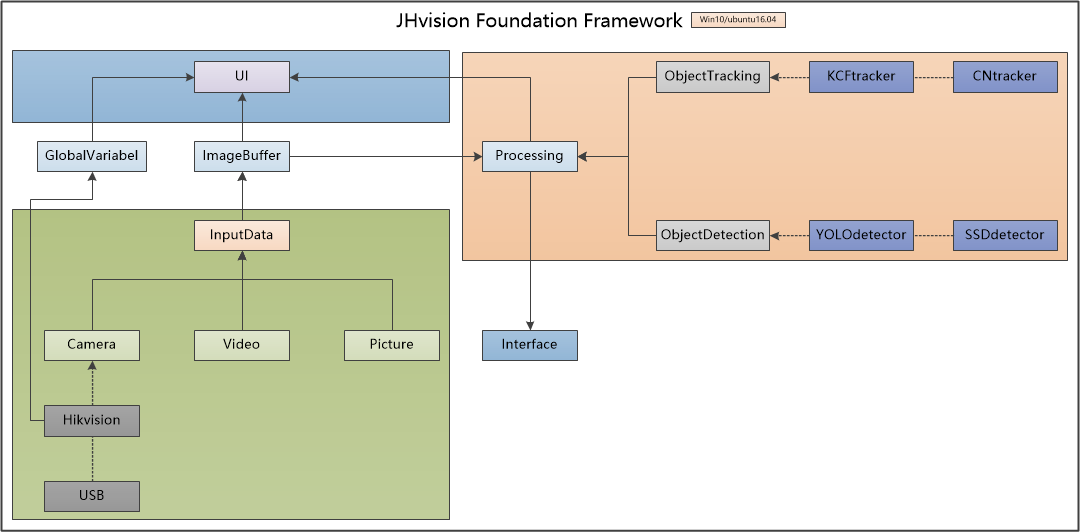 JHvision Foundation Framework
Win10/ubuntu16.04
UI
ObjectTracking
KCFtracker
CNtracker
GlobalVariabel
ImageBuffer
Processing
InputData
ObjectDetection
YOLOdetector
SSDdetector
Camera
Video
Picture
Interface
Hikvision
USB